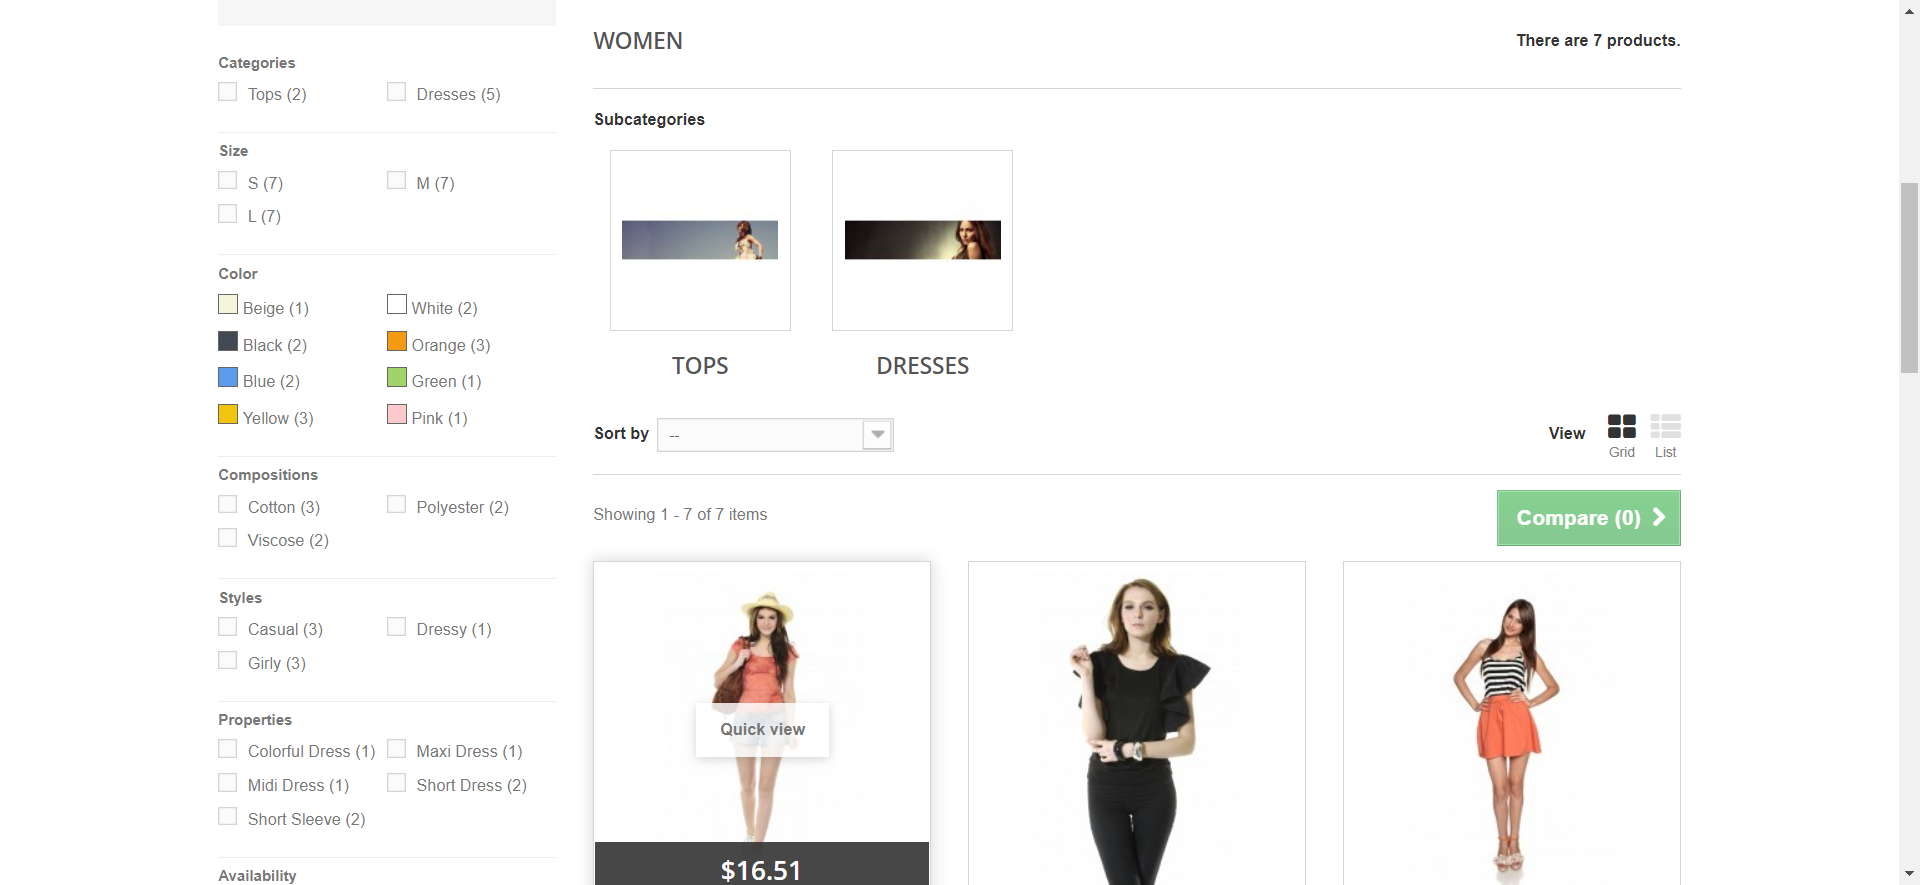 WOMEN
There are 7 products.
Categories
Tops (2)
Dresses (5)
Size
S (7)
M (7)
L (7)
Color
Beige (1)
White (2)
Black (2)
Orange (3)
Blue (2)
Green (1)
Yellow (3)
Pink (1)
Compositions
Cotton (3)
Polyester (2)
Viscose (2)
Styles
Casual (3)
Dressy (1)
Girly (3)
Properties
Colorful Dress (1)
Maxi Dress (1)
Midi Dress (1)
Short Dress (2)
Short Sleeve (2)
Availability
Subcategories
TOPS
DRESSES
Sort by
--
View
Grid
List
Showing 1 - 7 of 7 items
Compare (0)
Quick view
$16.51